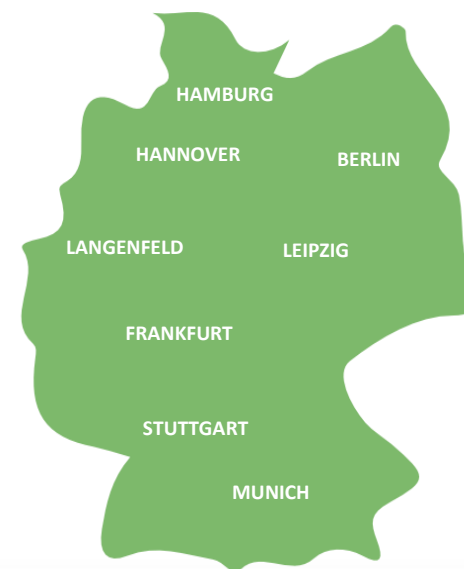 HAMBURG
HANNOVER
BERLIN
LANGENFELD
LEIPZIG
FRANKFURT
STUTTGART
MUNICH